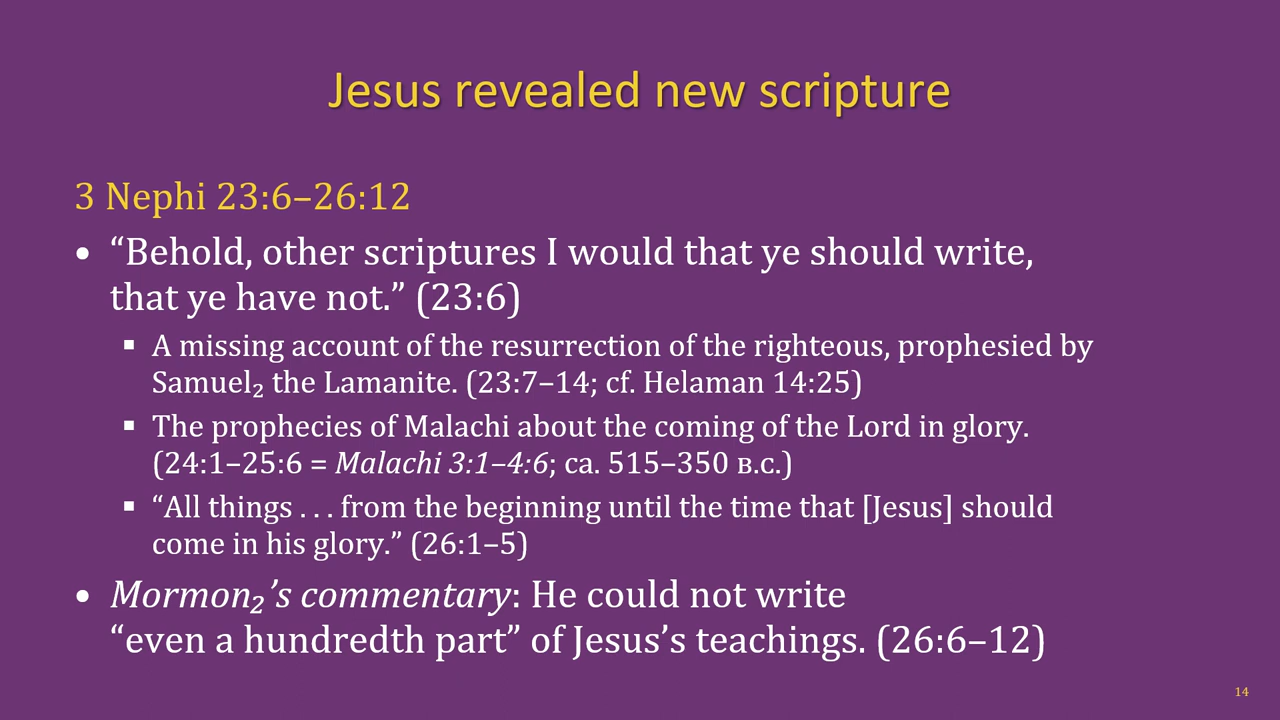 Jesus revealed new scripture
3 Nephi 23:6–26:12
• “Behold, other scriptures I would that ye should write,
that ye have not.” (23:6)
▪ A missing account of the resurrection of the righteous, prophesied by
Samuel₂ the Lamanite. (23:7–14; cf. Helaman 14:25)
▪ The prophecies of Malachi about the coming of the Lord in glory.
(24:1–25:6 = Malachi 3:1–4:6; ca. 515–350 B.C.)
▪ “All things . . . from the beginning until the time that [Jesus] should
come in his glory.” (26:1–5)
• Mormon₂’s commentary: He could not write
“even a hundredth part” of Jesus’s teachings. (26:6–12)
14